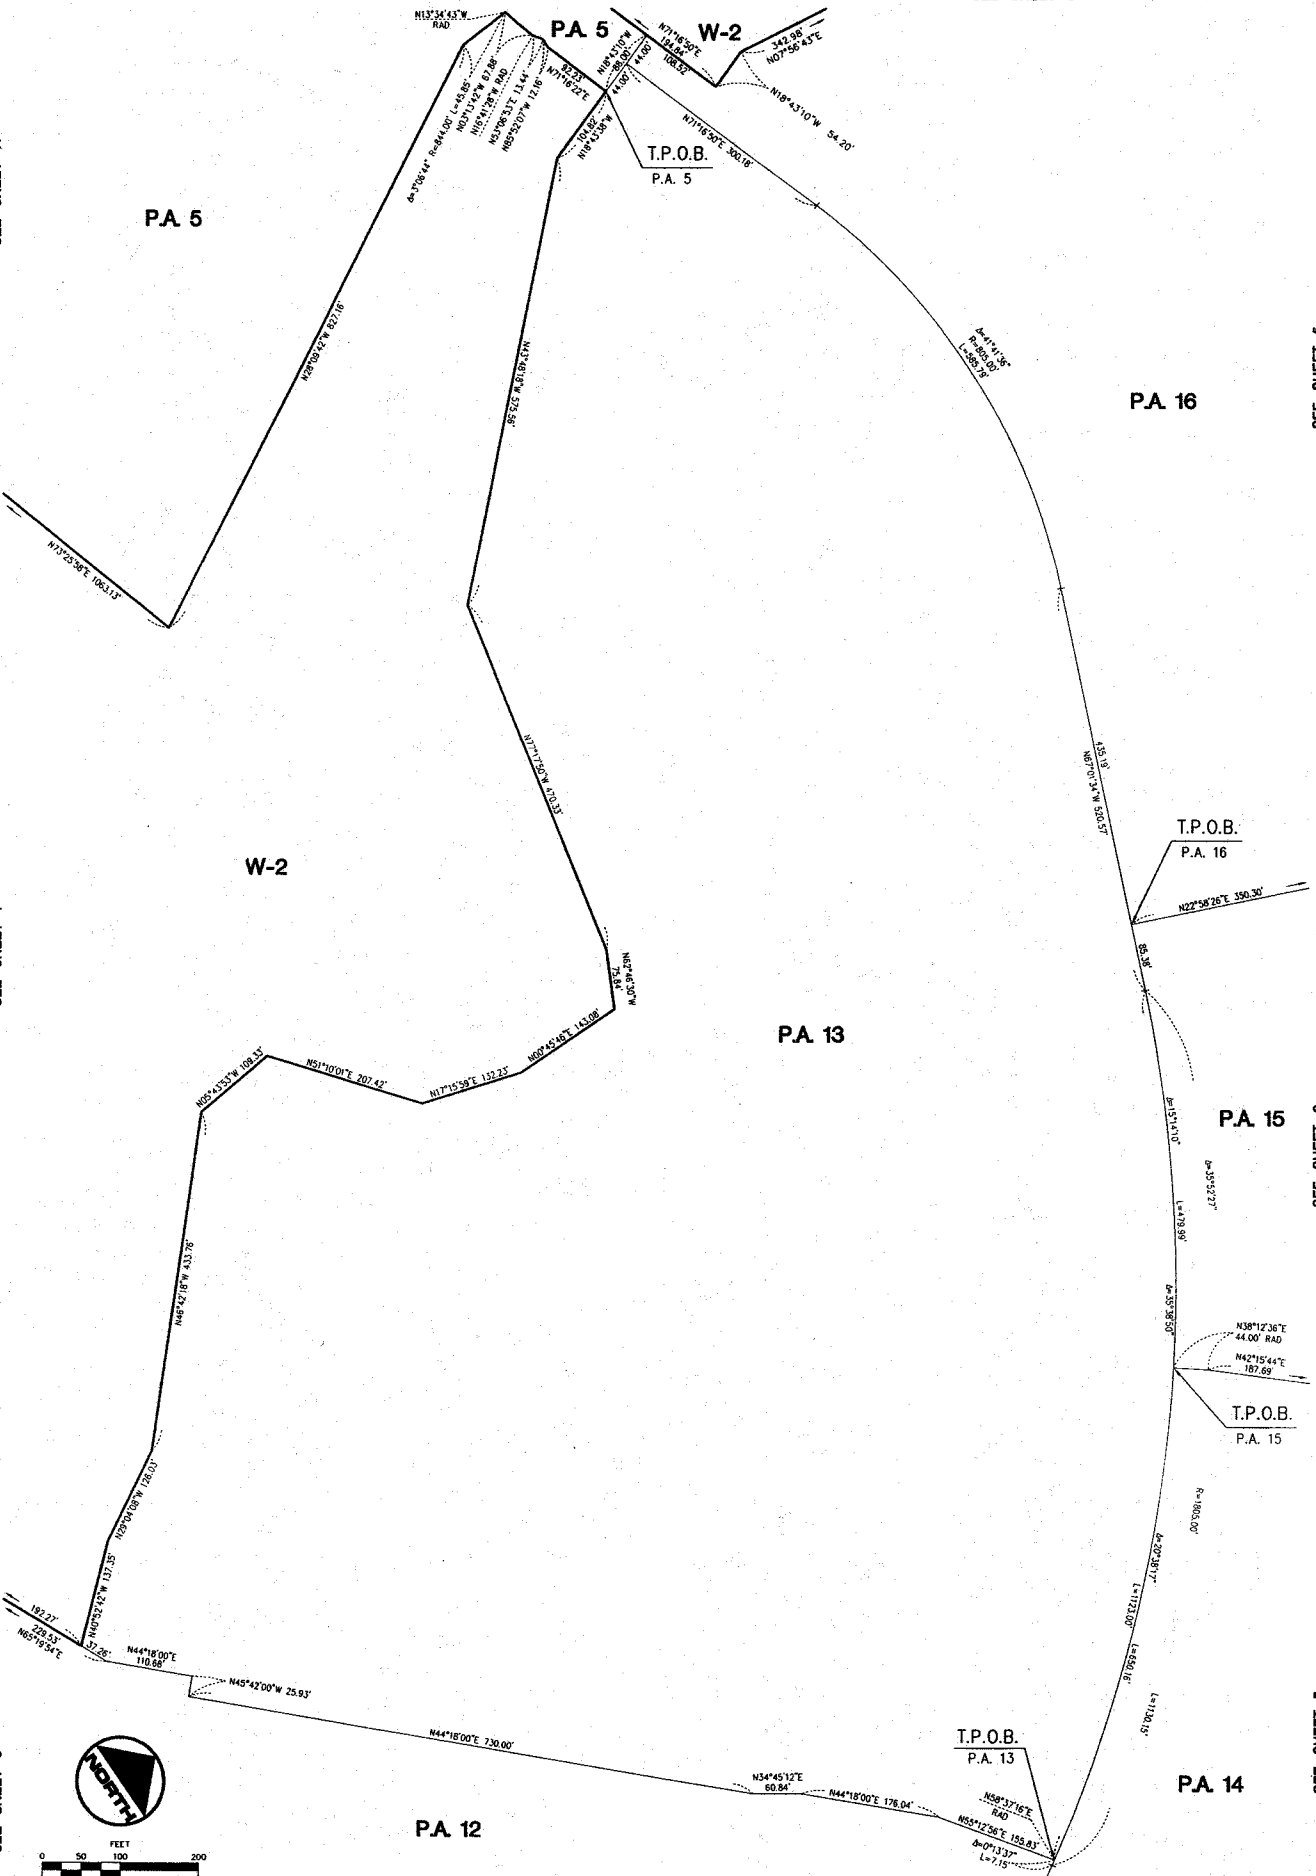 N13°34'43"W
RAD
P.A. 5
W-2
N71°16'50"E
194.84'
108.52'
342.98'
N07°56'43"E
N18°43'10"W
88.00'
44.00'
44.00'
N18°43'10"W 54.20'
92.23'
N71°16'22"E
Δ=3°06'44" R=844.00' L=45.85'
N03°13'42"W 67.88'
N16°41'28"W RAD
N53°06'53"E 13.44'
N85°52'07"W 12.16'
104.82'
N18°43'38"W
T.P.O.B.
P.A. 5
N71°16'50"E 300.18'
P.A. 5
N28°09'42"W 827.16'
N43°48'18"W 575.56'
Δ=41°41'36"
R=805.00'
L=585.79'
P.A. 16
N73°25'58"E 1063.13'
N77°17'50"W 470.33'
435.19'
N67°01'34"W 520.57'
T.P.O.B.
P.A. 16
W-2
N22°58'26"E 350.30'
85.38'
N62°46'30"W
75.84'
P.A. 13
N00°45'46"E 143.08'
N05°43'53"W 109.33'
N51°10'01"E 207.42'
N17°15'59"E 132.23'
Δ=15°14'10"
P.A. 15
Δ=35°52'27"
L=479.99'
N46°42'18"W 433.76'
Δ=35°38'50"
N38°12'36"E
44.00' RAD
N42°15'44"E
187.69'
T.P.O.B.
P.A. 15
N29°04'08"W 126.03'
R=1805.00'
Δ=20°38'17"
N40°52'42"W 137.35'
L=1123.00'
192.27'
229.53'
N65°19'54"E
37.26'
N44°18'00"E
110.68'
L=650.16'
N45°42'00"W 25.93'
L=1130.15'
N44°18'00"E 730.00'
T.P.O.B.
P.A. 13
N34°45'12"E
60.84'
N44°18'00"E 176.04'
N58°37'16"E
RAD
N55°12'56"E 155.83'
Δ=0°13'37"
L=7.15'
P.A. 14
NORTH
P.A. 12
FEET
0 50 100 200